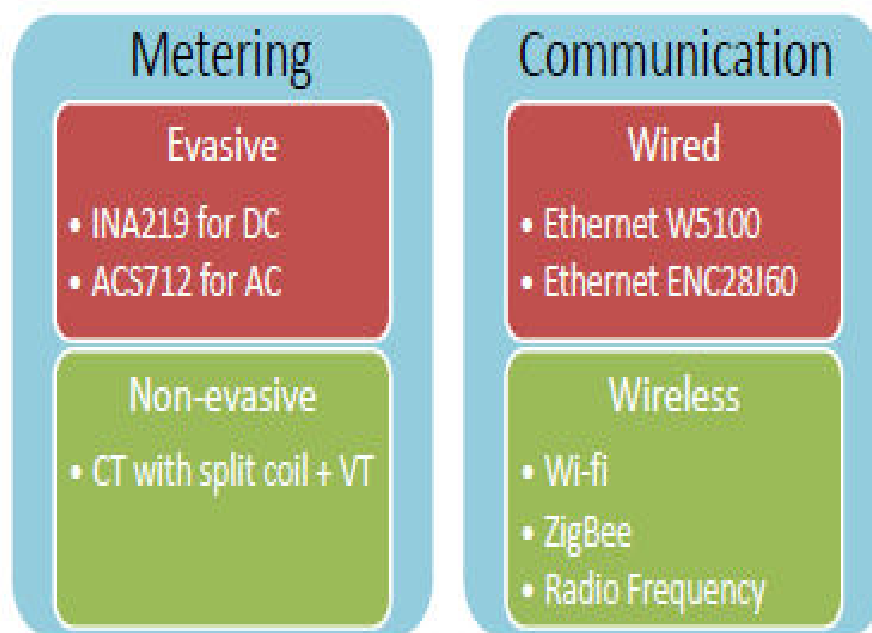 Metering
Evasive
• INA219 for DC
• ACS712 for AC
Non-evasive
• CT with split coil + VT
Communication
Wired
• Ethernet W5100
• Ethernet ENC28J60
Wireless
• Wi-fi
• ZigBee
• Radio Frequency